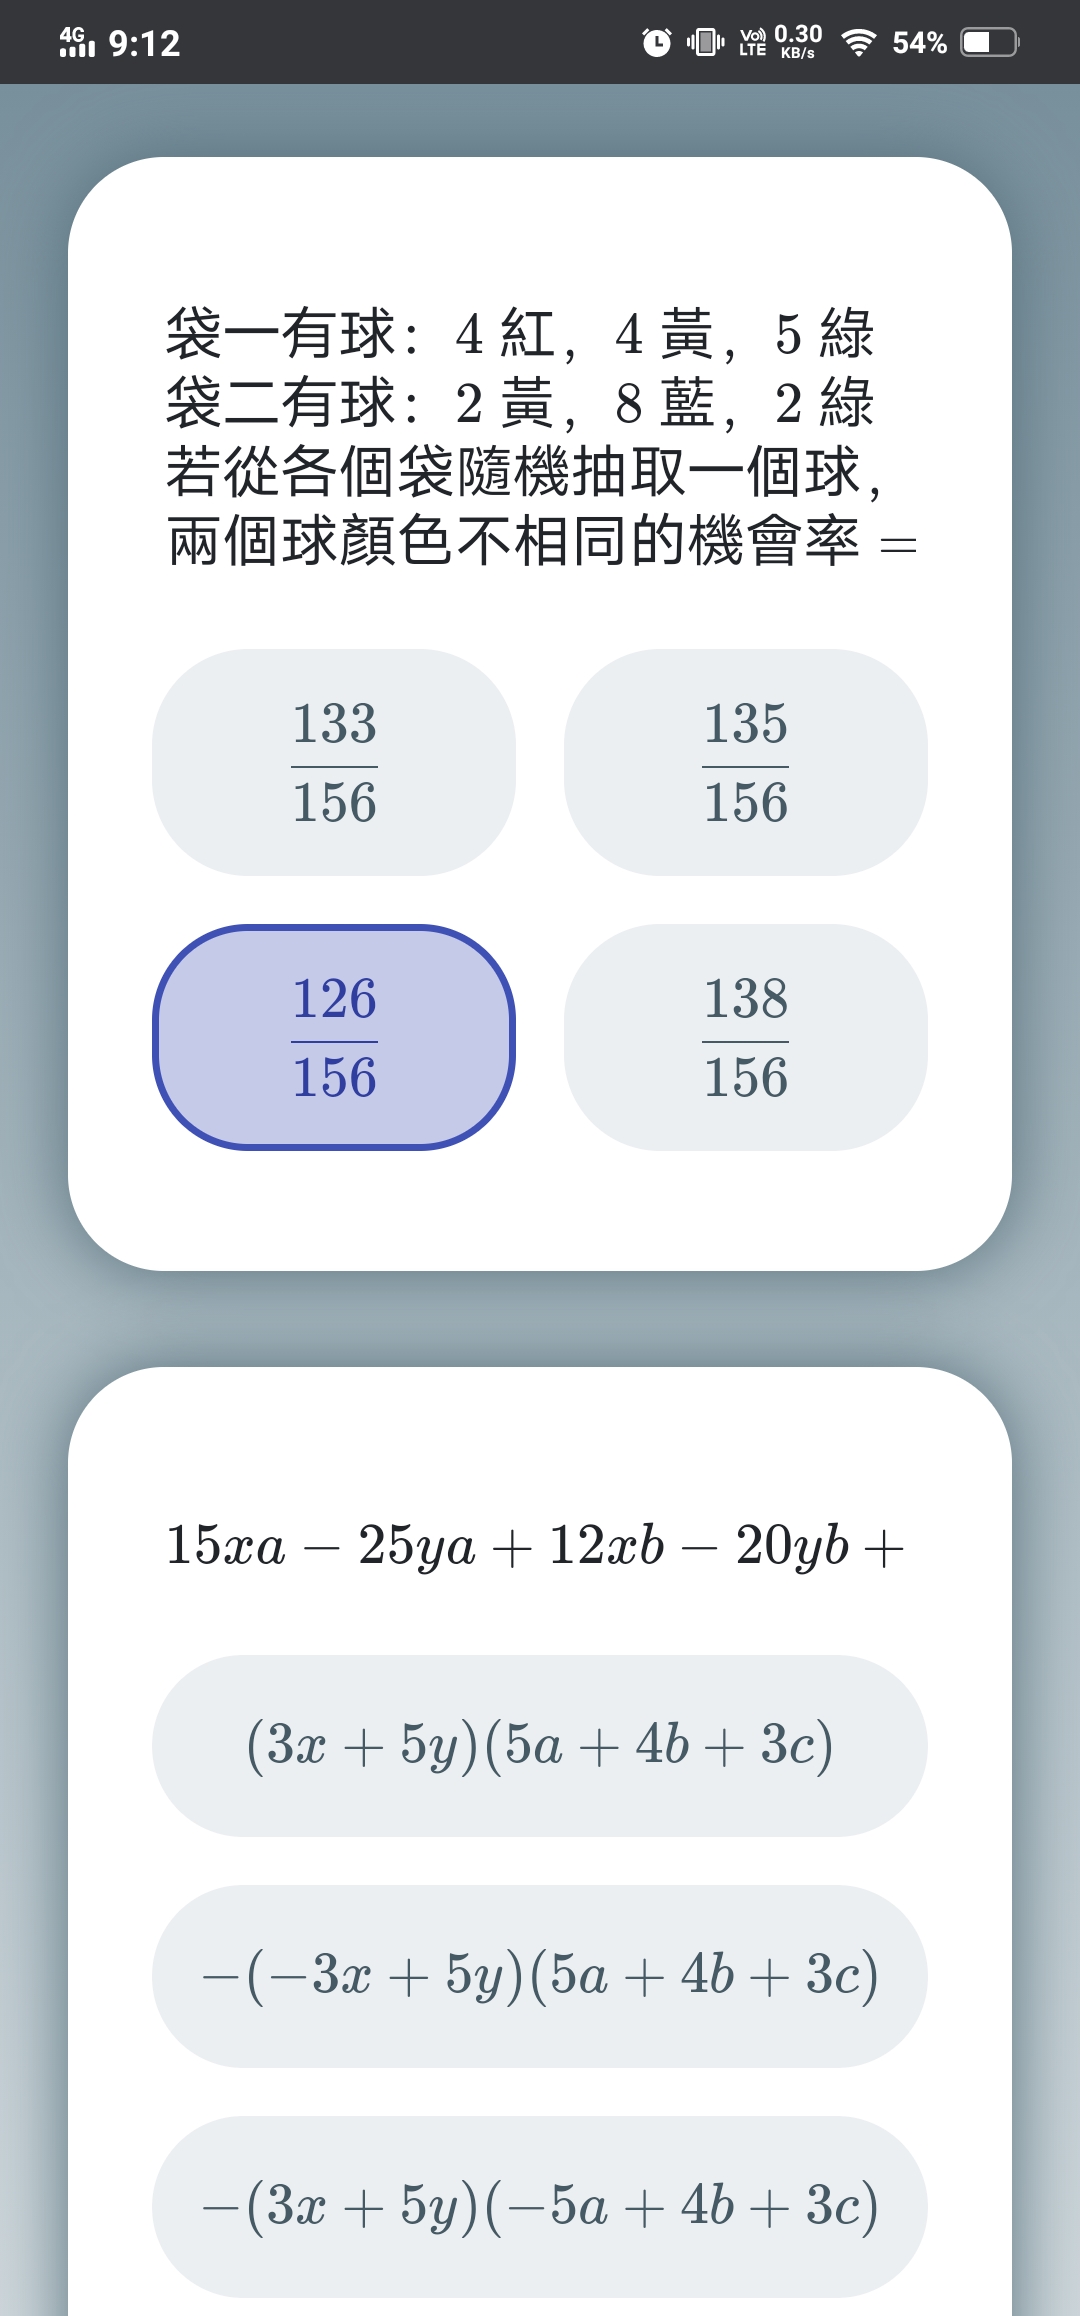 4G 9:12 Vo) LTE 0.30 KB/s 54%
袋一有球: 4 紅, 4 黃, 5 綠
袋二有球: 2 黃, 8 藍, 2 綠
若從各個袋隨機抽取一個球,
兩個球顏色不相同的機會率 =
133/156
135/156
126/156
138/156
15xa − 25ya + 12xb − 20yb +
(3x + 5y)(5a + 4b + 3c)
−(−3x + 5y)(5a + 4b + 3c)
−(3x + 5y)(−5a + 4b + 3c)